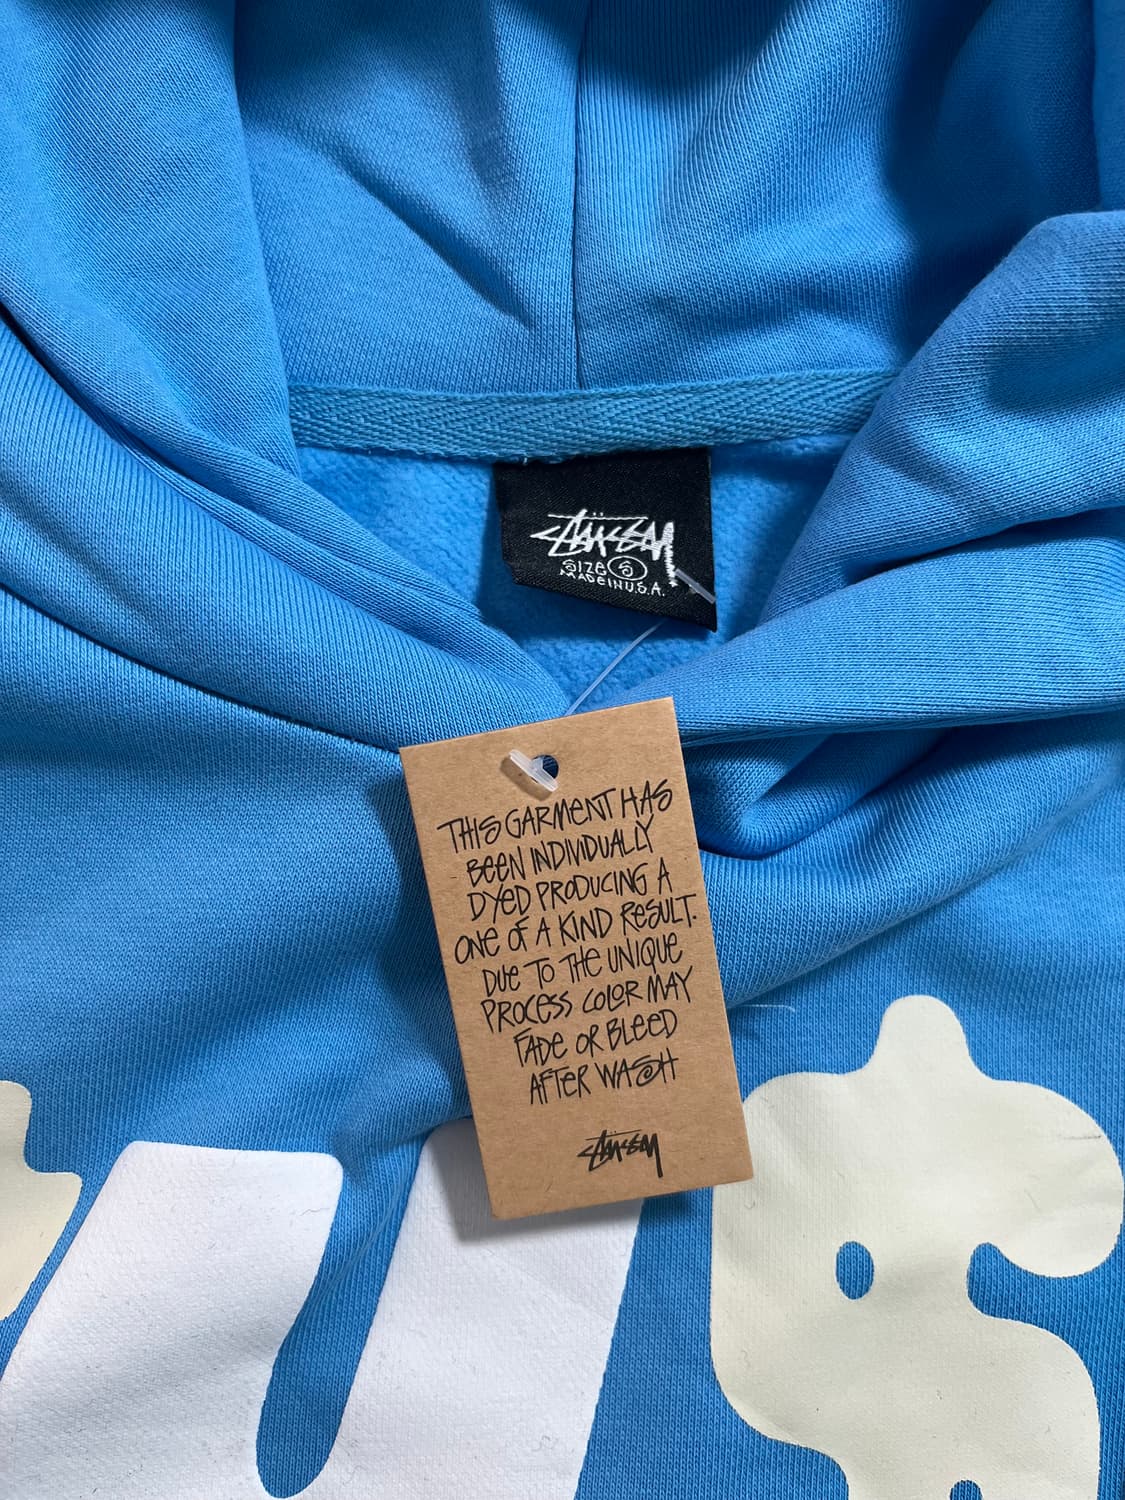 STÜSSY
SIZE S
MADE IN U.S.A.
THIS GARMENT HAS
BEEN INDIVIDUALLY
DYED PRODUCING A
ONE OF A KIND RESULT.
DUE TO THE UNIQUE
PROCESS COLOR MAY
FADE OR BLEED
AFTER WASH
STÜSSY